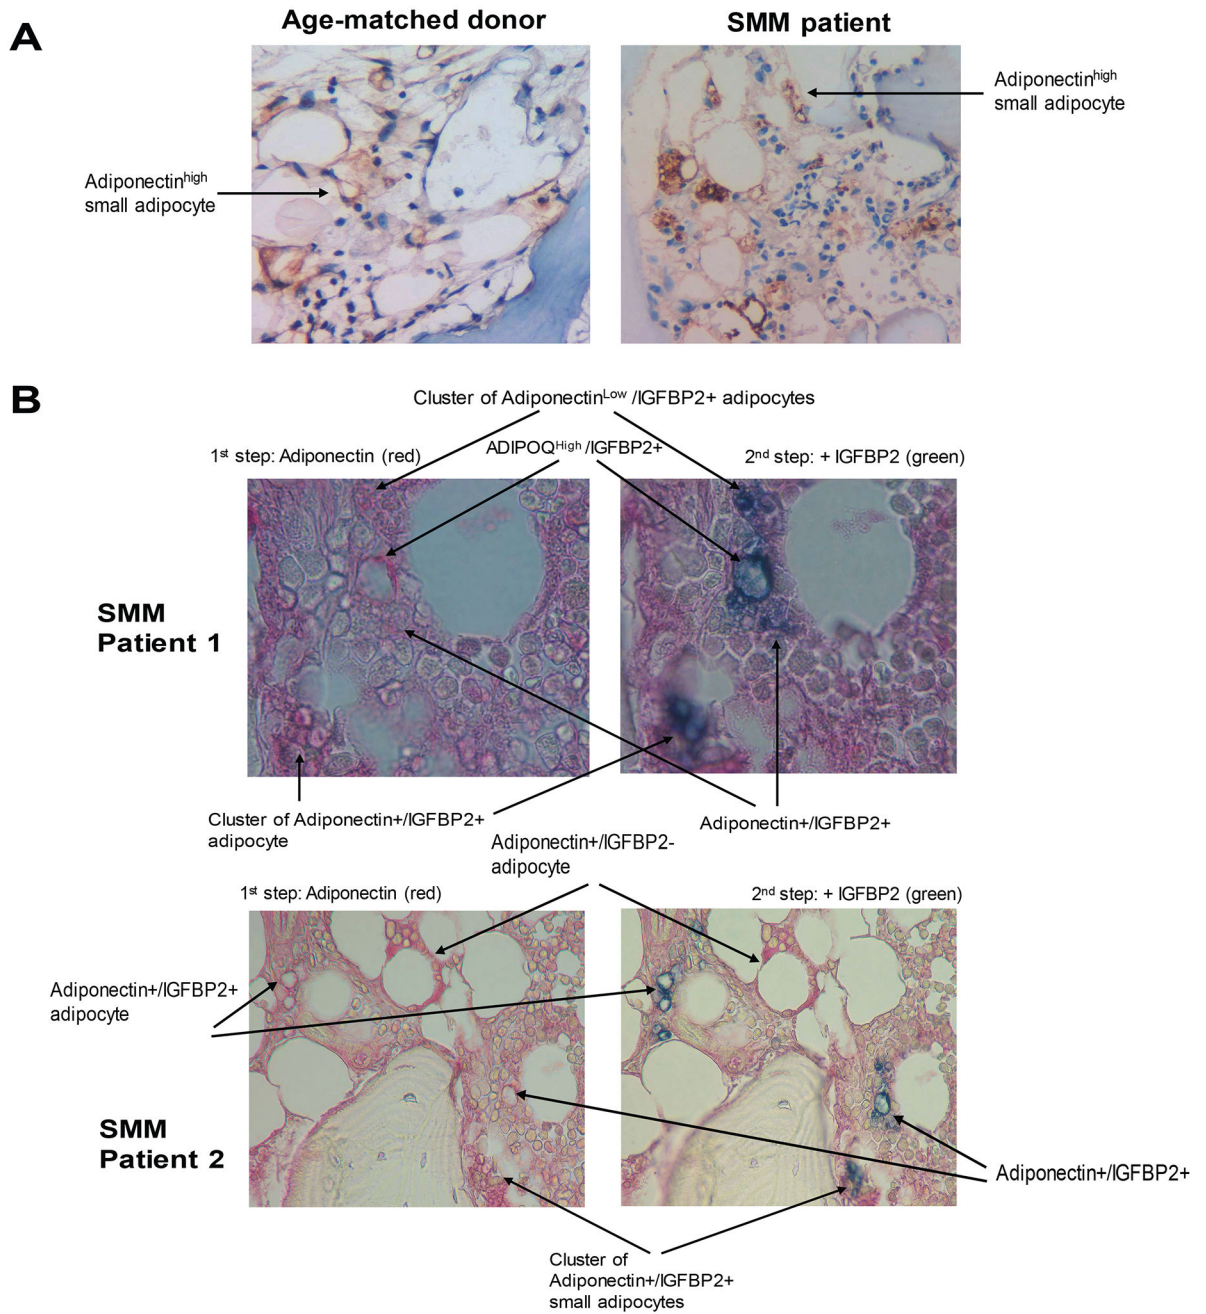 A
Age-matched donor
SMM patient
Adiponectinhigh
small adipocyte
Adiponectinhigh
small adipocyte
B
Cluster of AdiponectinLow /IGFBP2+ adipocytes
1st step: Adiponectin (red)
ADIPOQHigh /IGFBP2+
2nd step: + IGFBP2 (green)
SMM
Patient 1
Cluster of Adiponectin+/IGFBP2+
adipocyte
Adiponectin+/IGFBP2+
Adiponectin+/IGFBP2-
adipocyte
1st step: Adiponectin (red)
2nd step: + IGFBP2 (green)
Adiponectin+/IGFBP2+
adipocyte
SMM
Patient 2
Adiponectin+/IGFBP2+
Cluster of
Adiponectin+/IGFBP2+
small adipocytes